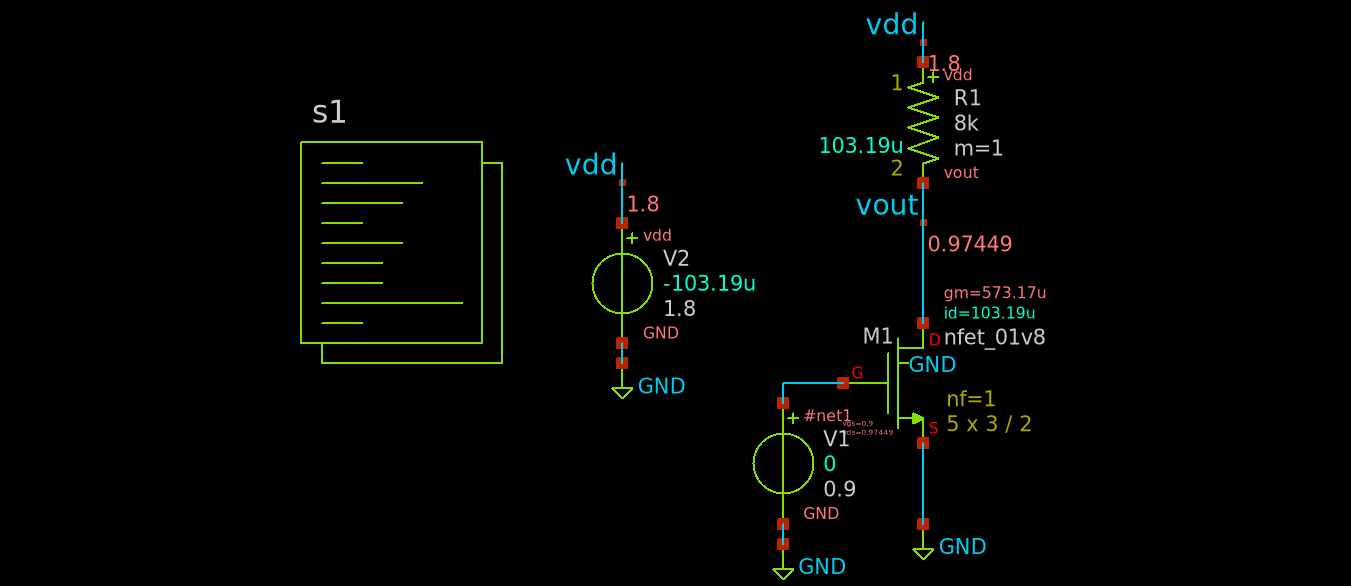 s1
vdd
1.8
vdd
V2
-103.19u
1.8
GND
GND
vdd
1.8
vdd
1
R1
8k
103.19u
m=1
2
vout
vout
0.97449
gm=573.17u
id=103.19u
M1
D
nfet_01v8
GND
G
nf=1
5 x 3 / 2
S
#net1
vgs=0.9
vds=0.97449
V1
0
0.9
GND
GND
GND